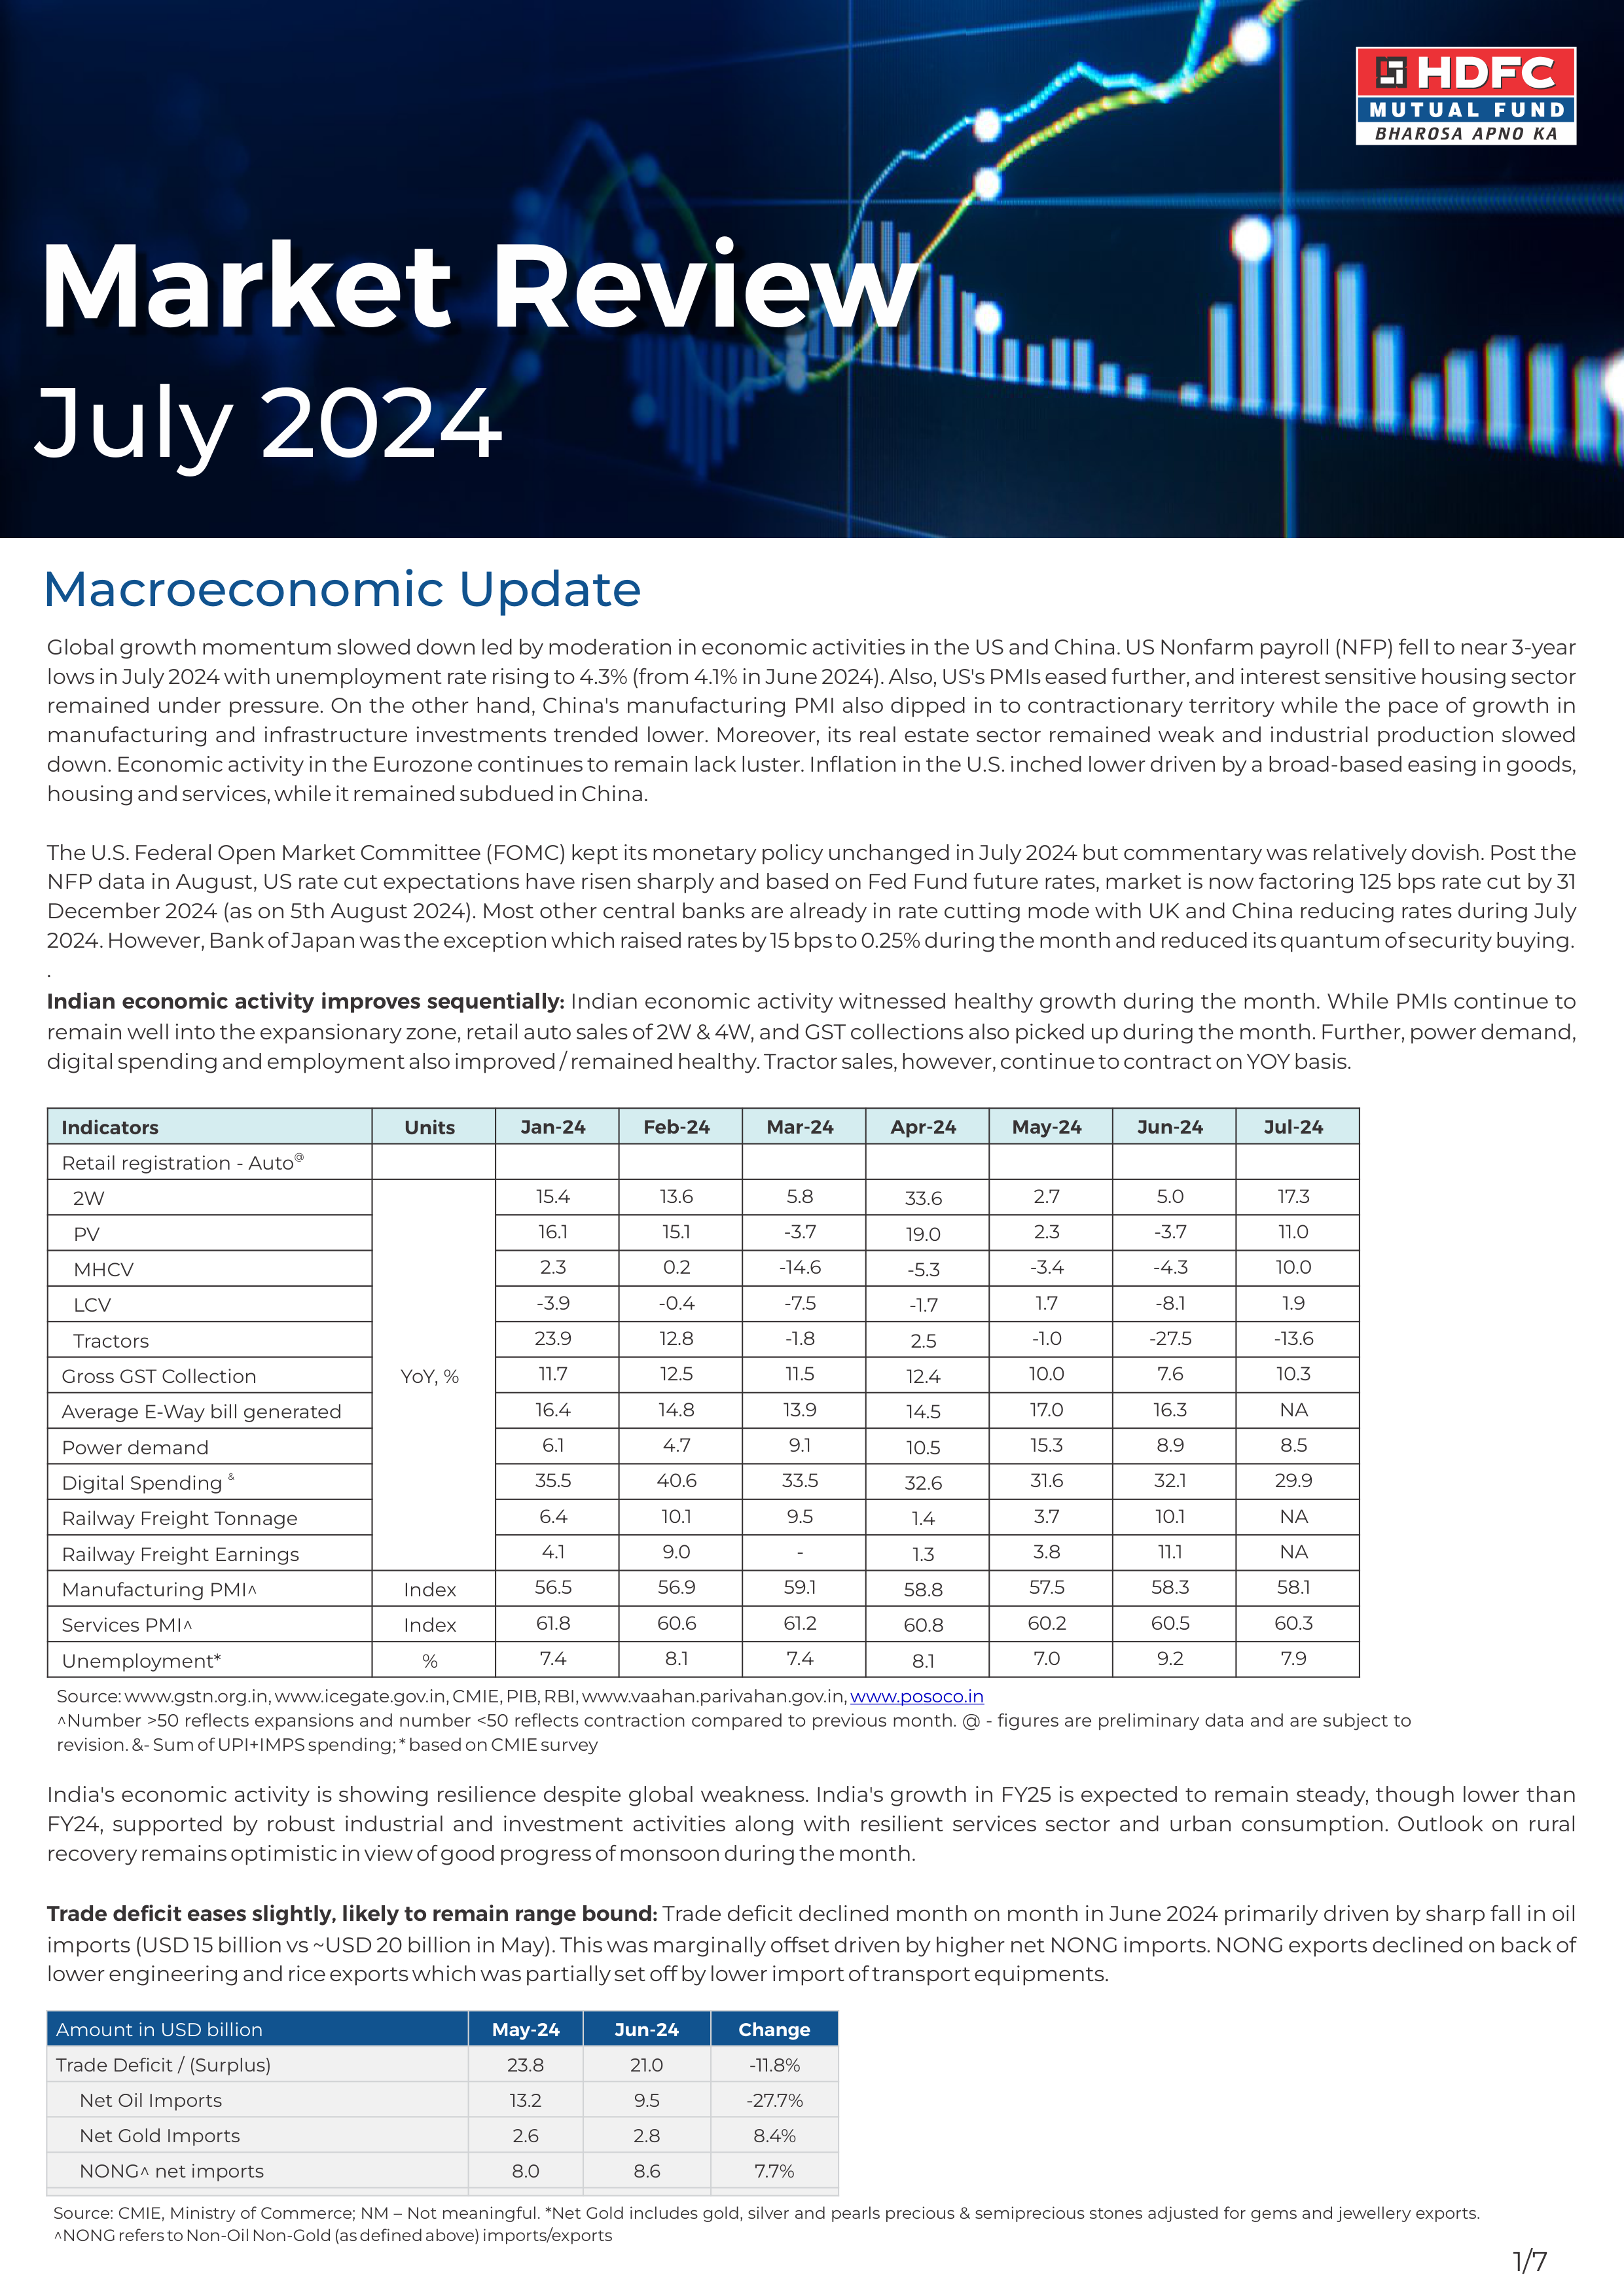 HDFC
MUTUAL FUND
BHAROSA APNO KA
Market Review
July 2024
Macroeconomic Update
Global growth momentum slowed down led by moderation in economic activities in the US and China. US Nonfarm payroll (NFP) fell to near 3-year
lows in July 2024 with unemployment rate rising to 4.3% (from 4.1% in June 2024). Also, US's PMIs eased further, and interest sensitive housing sector
remained under pressure. On the other hand, China's manufacturing PMI also dipped in to contractionary territory while the pace of growth in
manufacturing and infrastructure investments trended lower. Moreover, its real estate sector remained weak and industrial production slowed
down. Economic activity in the Eurozone continues to remain lack luster. Inflation in the U.S. inched lower driven by a broad-based easing in goods,
housing and services, while it remained subdued in China.
The U.S. Federal Open Market Committee (FOMC) kept its monetary policy unchanged in July 2024 but commentary was relatively dovish. Post the
NFP data in August, US rate cut expectations have risen sharply and based on Fed Fund future rates, market is now factoring 125 bps rate cut by 31
December 2024 (as on 5th August 2024). Most other central banks are already in rate cutting mode with UK and China reducing rates during July
2024. However, Bank of Japan was the exception which raised rates by 15 bps to 0.25% during the month and reduced its quantum of security buying.
.
Indian economic activity improves sequentially: Indian economic activity witnessed healthy growth during the month. While PMIs continue to
remain well into the expansionary zone, retail auto sales of 2W & 4W, and GST collections also picked up during the month. Further, power demand,
digital spending and employment also improved / remained healthy. Tractor sales, however, continue to contract on YOY basis.
Indicators Units Jan-24 Feb-24 Mar-24 Apr-24 May-24 Jun-24 Jul-24
Retail registration - Auto@
2W 15.4 13.6 5.8 33.6 2.7 5.0 17.3
PV 16.1 15.1 -3.7 19.0 2.3 -3.7 11.0
MHCV 2.3 0.2 -14.6 -5.3 -3.4 -4.3 10.0
LCV -3.9 -0.4 -7.5 -1.7 1.7 -8.1 1.9
Tractors 23.9 12.8 -1.8 2.5 -1.0 -27.5 -13.6
Gross GST Collection YoY, % 11.7 12.5 11.5 12.4 10.0 7.6 10.3
Average E-Way bill generated 16.4 14.8 13.9 14.5 17.0 16.3 NA
Power demand 6.1 4.7 9.1 10.5 15.3 8.9 8.5
Digital Spending & 35.5 40.6 33.5 32.6 31.6 32.1 29.9
Railway Freight Tonnage 6.4 10.1 9.5 1.4 3.7 10.1 NA
Railway Freight Earnings 4.1 9.0 - 1.3 3.8 11.1 NA
Manufacturing PMI^ Index 56.5 56.9 59.1 58.8 57.5 58.3 58.1
Services PMI^ Index 61.8 60.6 61.2 60.8 60.2 60.5 60.3
Unemployment* % 7.4 8.1 7.4 8.1 7.0 9.2 7.9
Source: www.gstn.org.in, www.icegate.gov.in, CMIE, PIB, RBI, www.vaahan.parivahan.gov.in, www.posoco.in
^Number >50 reflects expansions and number <50 reflects contraction compared to previous month. @ - figures are preliminary data and are subject to
revision. &- Sum of UPI+IMPS spending; * based on CMIE survey
India's economic activity is showing resilience despite global weakness. India's growth in FY25 is expected to remain steady, though lower than
FY24, supported by robust industrial and investment activities along with resilient services sector and urban consumption. Outlook on rural
recovery remains optimistic in view of good progress of monsoon during the month.
Trade deficit eases slightly, likely to remain range bound: Trade deficit declined month on month in June 2024 primarily driven by sharp fall in oil
imports (USD 15 billion vs ~USD 20 billion in May). This was marginally offset driven by higher net NONG imports. NONG exports declined on back of
lower engineering and rice exports which was partially set off by lower import of transport equipments.
Amount in USD billion May-24 Jun-24 Change
Trade Deficit / (Surplus) 23.8 21.0 -11.8%
Net Oil Imports 13.2 9.5 -27.7%
Net Gold Imports 2.6 2.8 8.4%
NONG^ net imports 8.0 8.6 7.7%
Source: CMIE, Ministry of Commerce; NM – Not meaningful. *Net Gold includes gold, silver and pearls precious & semiprecious stones adjusted for gems and jewellery exports.
^NONG refers to Non-Oil Non-Gold (as defined above) imports/exports
1/7